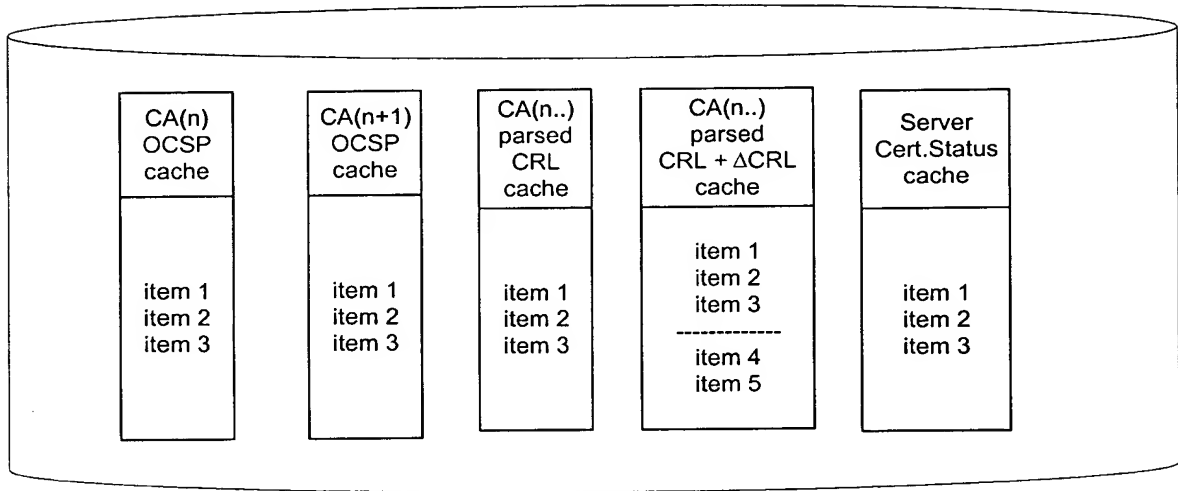 CA(n)
OCSP
cache
item 1
item 2
item 3
CA(n+1)
OCSP
cache
item 1
item 2
item 3
CA(n..)
parsed
CRL
cache
item 1
item 2
item 3
CA(n..)
parsed
CRL + ΔCRL
cache
item 1
item 2
item 3
-------------
item 4
item 5
Server
Cert.Status
cache
item 1
item 2
item 3